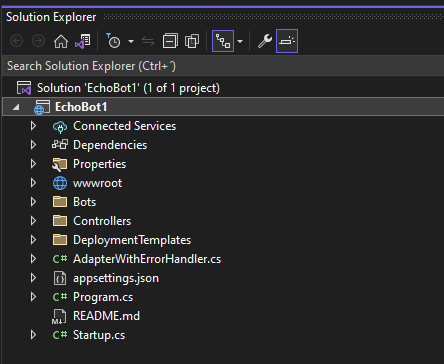 Solution Explorer
Search Solution Explorer (Ctrl+´)
Solution 'EchoBot1' (1 of 1 project)
EchoBot1
Connected Services
Dependencies
Properties
wwwroot
Bots
Controllers
DeploymentTemplates
C# AdapterWithErrorHandler.cs
appsettings.json
C# Program.cs
README.md
C# Startup.cs